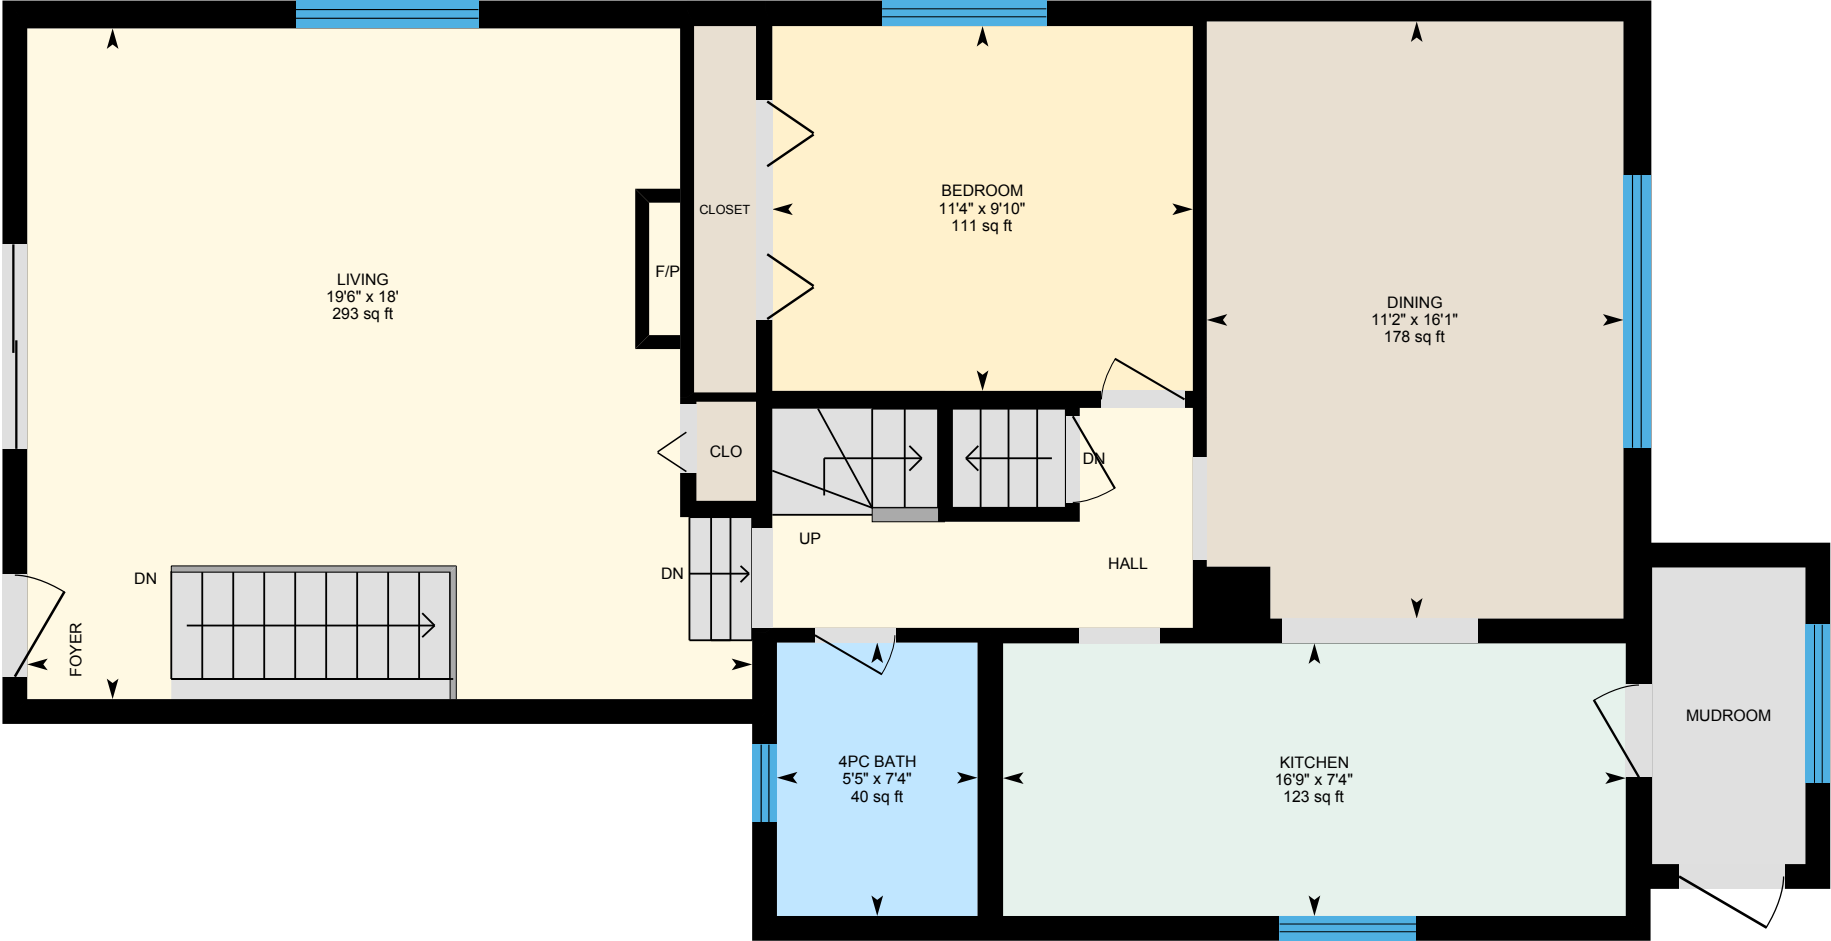 LIVING
19'6" x 18'
293 sq ft
F/P
CLOSET
BEDROOM
11'4" x 9'10"
111 sq ft
DINING
11'2" x 16'1"
178 sq ft
CLO
DN
UP
HALL
DN
DN
FOYER
4PC BATH
5'5" x 7'4"
40 sq ft
KITCHEN
16'9" x 7'4"
123 sq ft
MUDROOM